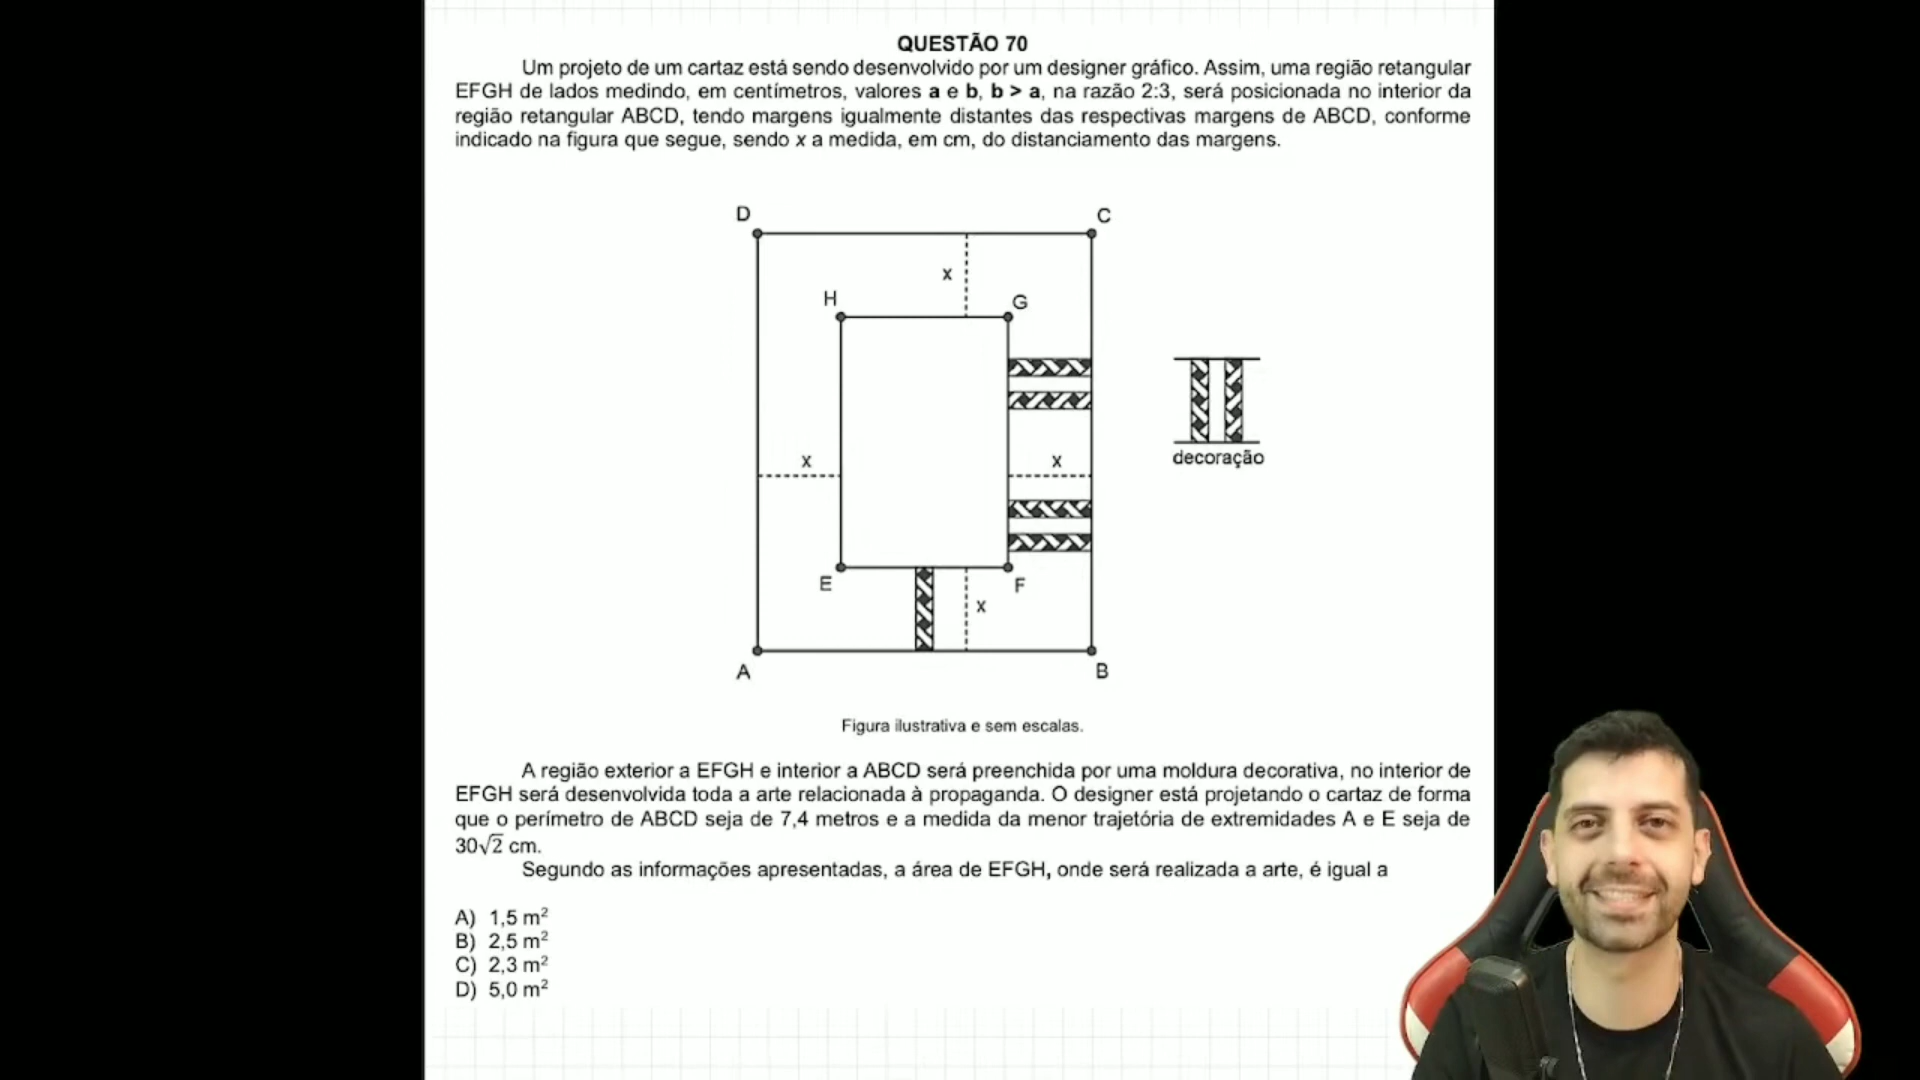 QUESTÃO 70
Um projeto de um cartaz está sendo desenvolvido por um designer gráfico. Assim, uma região retangular
EFGH de lados medindo, em centímetros, valores a e b, b > a, na razão 2:3, será posicionada no interior da
região retangular ABCD, tendo margens igualmente distantes das respectivas margens de ABCD, conforme
indicado na figura que segue, sendo x a medida, em cm, do distanciamento das margens.
D
C
x
H
G
x
x
decoração
E
F
x
A
B
Figura ilustrativa e sem escalas.
A região exterior a EFGH e interior a ABCD será preenchida por uma moldura decorativa, no interior de
EFGH será desenvolvida toda a arte relacionada à propaganda. O designer está projetando o cartaz de forma
que o perímetro de ABCD seja de 7,4 metros e a medida da menor trajetória de extremidades A e E seja de
30√2 cm.
Segundo as informações apresentadas, a área de EFGH, onde será realizada a arte, é igual a
A) 1,5 m²
B) 2,5 m²
C) 2,3 m²
D) 5,0 m²